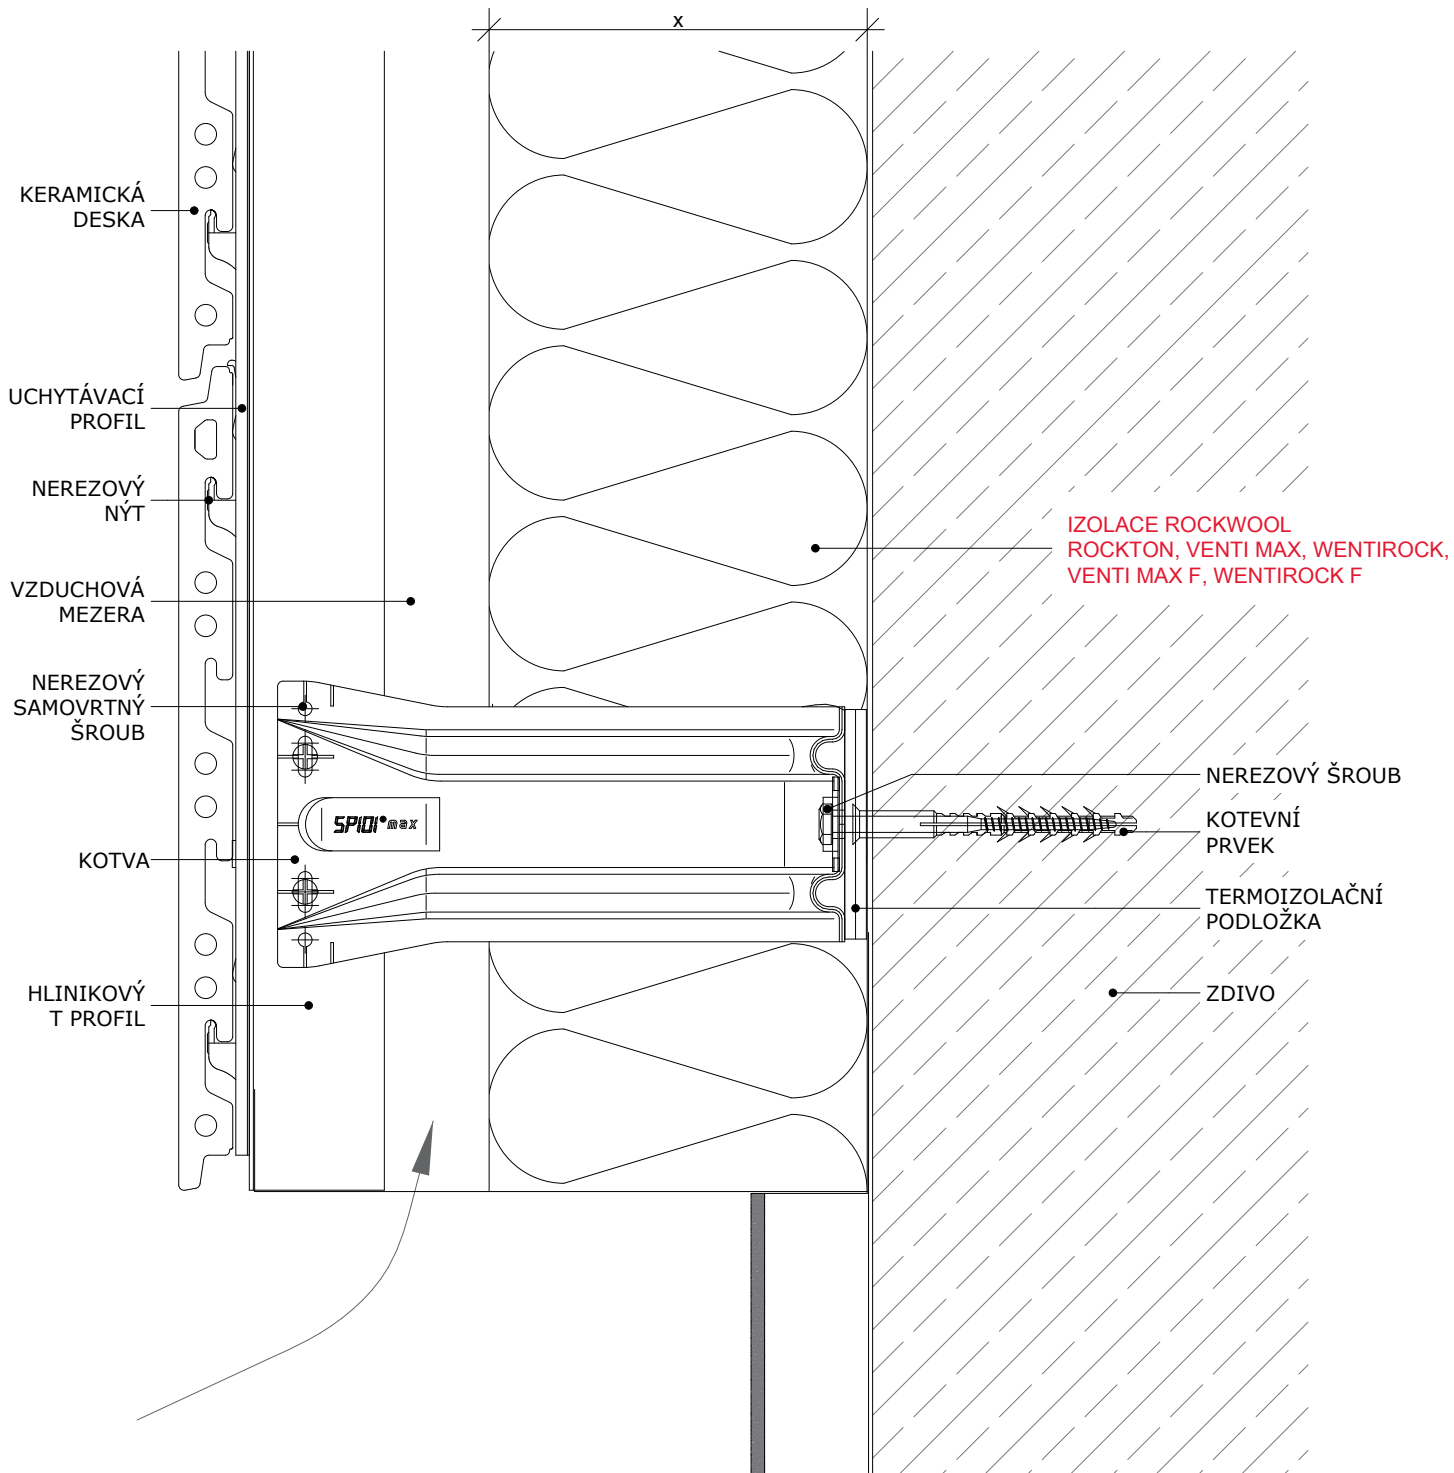 x
KERAMICKÁ
DESKA
UCHYTÁVACÍ
PROFIL
NEREZOVÝ
NÝT
VZDUCHOVÁ
MEZERA
NEREZOVÝ
SAMOVRTNÝ
ŠROUB
KOTVA
HLINIKOVÝ
T PROFIL
SPIDI max
IZOLACE ROCKWOOL
ROCKTON, VENTI MAX, WENTIROCK,
VENTI MAX F, WENTIROCK F
NEREZOVÝ ŠROUB
KOTEVNÍ
PRVEK
TERMOIZOLAČNÍ
PODLOŽKA
ZDIVO